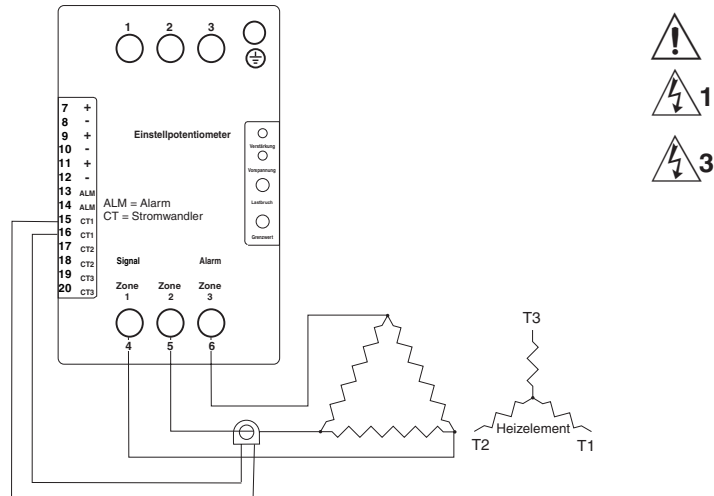 1 2 3
7 +
8 -
9 +
10 -
11 +
12 -
13 ALM
14 ALM
15 CT1
16 CT1
17 CT2
18 CT2
19 CT3
20 CT3
Einstellpotentiometer
Verstärkung
Vorspannung
Lastbruch
Grenzwert
ALM = Alarm
CT = Stromwandler
Signal Alarm
Zone Zone Zone
1 2 3
4 5 6
T3
Heizelement
T2 T1
1
3